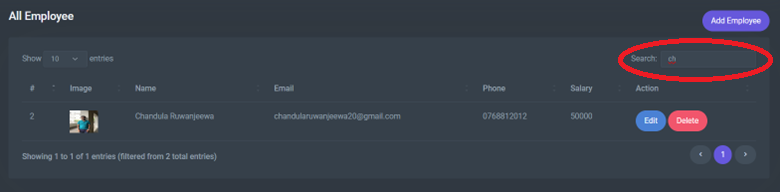 All Employee
Add Employee
Show 10 entries
Search: ch
# Image Name Email Phone Salary Action
2 Chandula Ruwanjeewa chandularuwanjeewa20@gmail.com 0768812012 50000 Edit Delete
Showing 1 to 1 of 1 entries (filtered from 2 total entries)
1